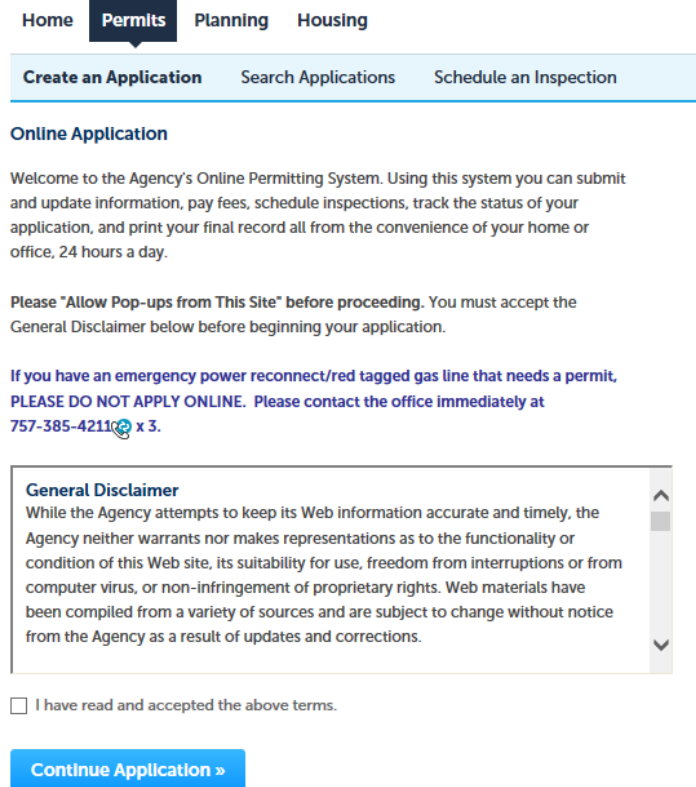 Home Permits Planning Housing
Create an Application Search Applications Schedule an Inspection
Online Application
Welcome to the Agency's Online Permitting System. Using this system you can submit
and update information, pay fees, schedule inspections, track the status of your
application, and print your final record all from the convenience of your home or
office, 24 hours a day.
Please "Allow Pop-ups from This Site" before proceeding. You must accept the
General Disclaimer below before beginning your application.
If you have an emergency power reconnect/red tagged gas line that needs a permit,
PLEASE DO NOT APPLY ONLINE. Please contact the office immediately at
757-385-4211 x 3.
General Disclaimer
While the Agency attempts to keep its Web information accurate and timely, the
Agency neither warrants nor makes representations as to the functionality or
condition of this Web site, its suitability for use, freedom from interruptions or from
computer virus, or non-infringement of proprietary rights. Web materials have
been compiled from a variety of sources and are subject to change without notice
from the Agency as a result of updates and corrections.
I have read and accepted the above terms.
Continue Application »